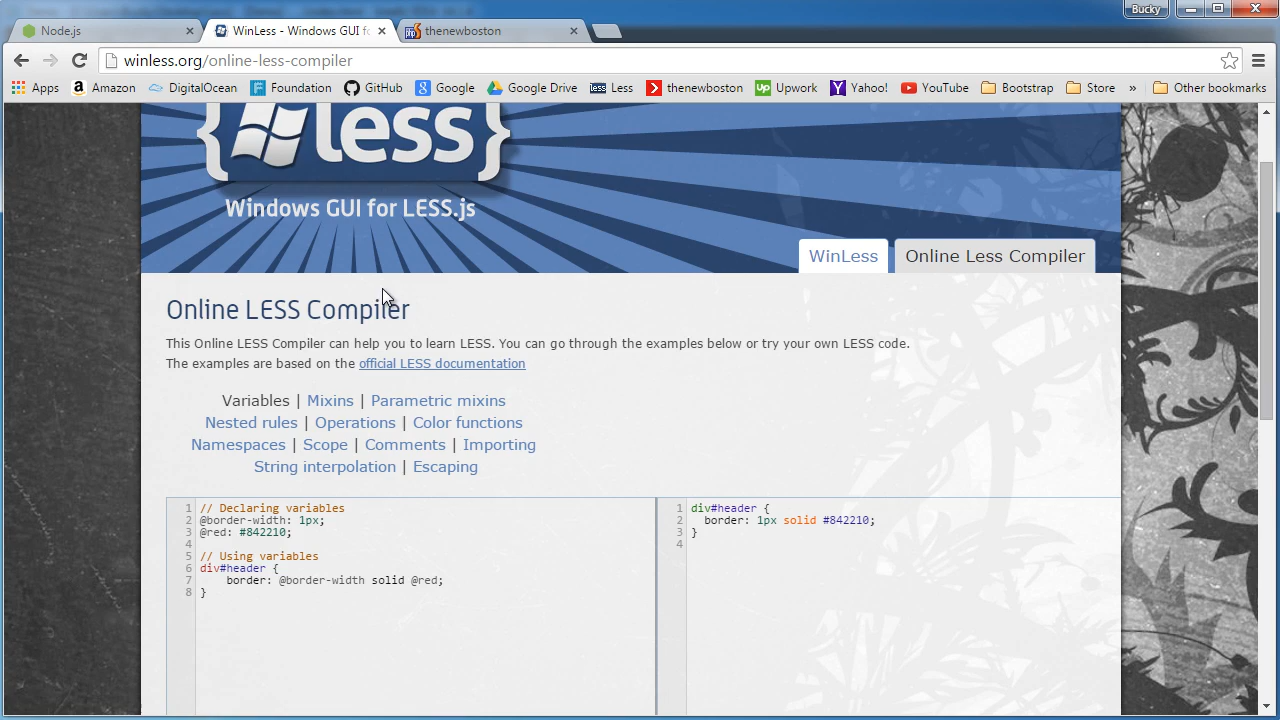 Bucky
Node.js
WinLess - Windows GUI fo
thenewboston
winless.org/online-less-compiler
Apps
Amazon
DigitalOcean
Foundation
GitHub
Google
Google Drive
less Less
thenewboston
Up Upwork
Yahoo!
YouTube
Bootstrap
Store
»
Other bookmarks
{less}
Windows GUI for LESS.js
WinLess
Online Less Compiler
Online LESS Compiler
This Online LESS Compiler can help you to learn LESS. You can go through the examples below or try your own LESS code.
The examples are based on the official LESS documentation
Variables | Mixins | Parametric mixins
Nested rules | Operations | Color functions
Namespaces | Scope | Comments | Importing
String interpolation | Escaping
1 // Declaring variables
2 @border-width: 1px;
3 @red: #842210;
4
5 // Using variables
6 div#header {
7 border: @border-width solid @red;
8 }
1 div#header {
2 border: 1px solid #842210;
3 }
4